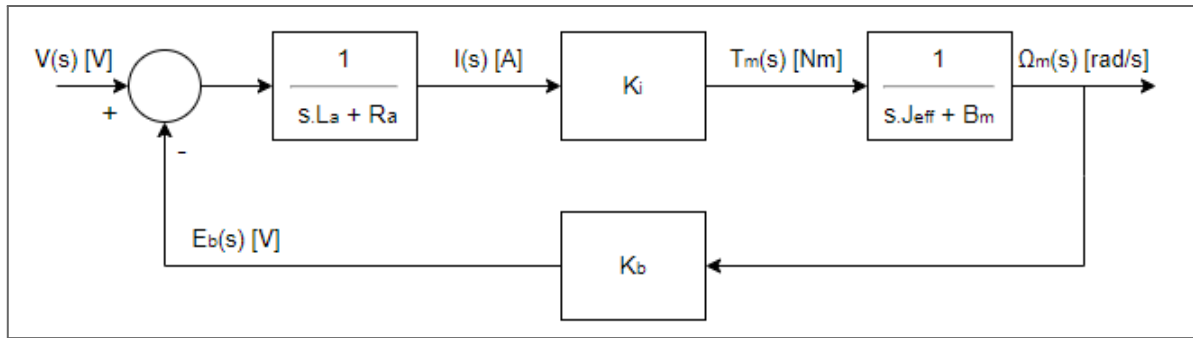 V(s) [V]
+
-
1
s.La + Ra
I(s) [A]
Ki
Tm(s) [Nm]
1
s.Jeff + Bm
Ωm(s) [rad/s]
Eb(s) [V]
Kb